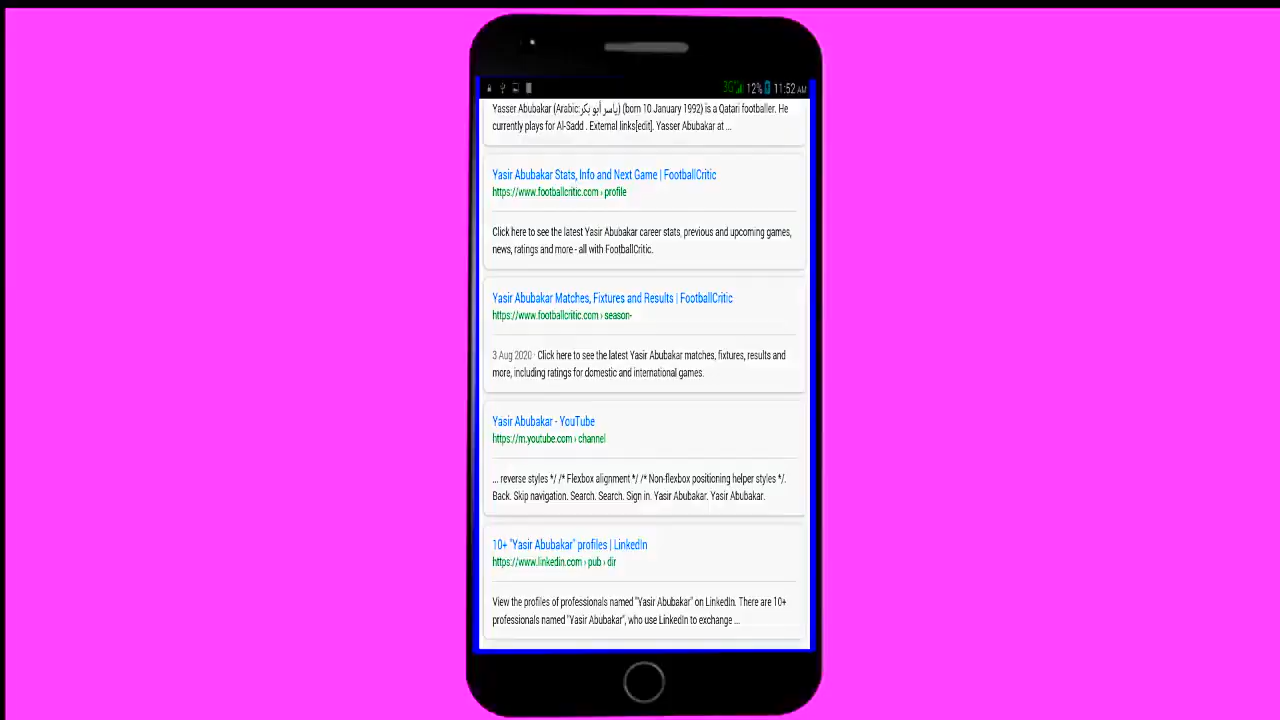 3G 12% 11:52 AM
Yasser Abubakar (Arabic:ياسر أبو بكر) (born 10 January 1992) is a Qatari footballer. He
currently plays for Al-Sadd . External links[edit]. Yasser Abubakar at ...
Yasir Abubakar Stats, Info and Next Game | FootballCritic
https://www.footballcritic.com › profile
Click here to see the latest Yasir Abubakar career stats, previous and upcoming games,
news, ratings and more - all with FootballCritic.
Yasir Abubakar Matches, Fixtures and Results | FootballCritic
https://www.footballcritic.com › season-
3 Aug 2020 · Click here to see the latest Yasir Abubakar matches, fixtures, results and
more, including ratings for domestic and international games.
Yasir Abubakar - YouTube
https://m.youtube.com › channel
... reverse styles */ /* Flexbox alignment */ /* Non-flexbox positioning helper styles */.
Back. Skip navigation. Search. Search. Sign in. Yasir Abubakar. Yasir Abubakar.
10+ "Yasir Abubakar" profiles | LinkedIn
https://www.linkedin.com › pub › dir
View the profiles of professionals named "Yasir Abubakar" on LinkedIn. There are 10+
professionals named "Yasir Abubakar", who use LinkedIn to exchange ...